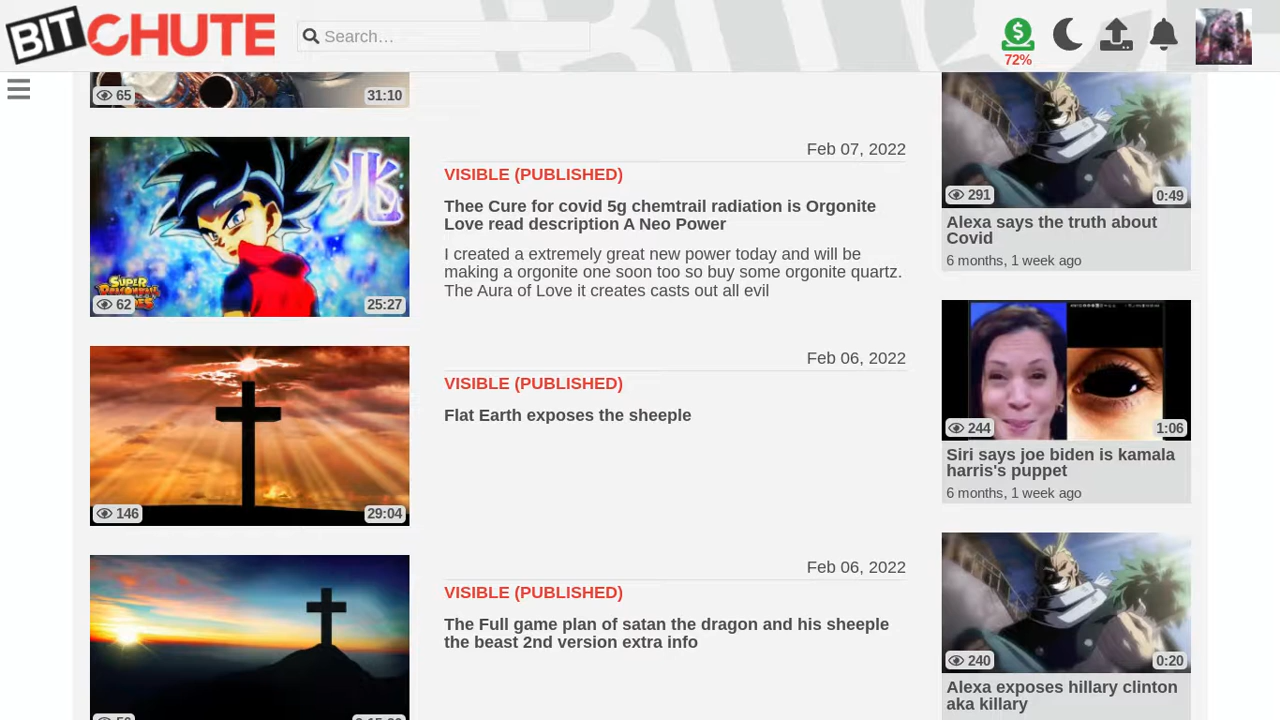 BIT CHUTE
Search…
72%
65
31:10
291
0:49
Alexa says the truth about
Covid
6 months, 1 week ago
兆
SUPER
62
25:27
Feb 07, 2022
VISIBLE (PUBLISHED)
Thee Cure for covid 5g chemtrail radiation is Orgonite
Love read description A Neo Power
I created a extremely great new power today and will be
making a orgonite one soon too so buy some orgonite quartz.
The Aura of Love it creates casts out all evil
244
1:06
Siri says joe biden is kamala
harris's puppet
6 months, 1 week ago
146
29:04
Feb 06, 2022
VISIBLE (PUBLISHED)
Flat Earth exposes the sheeple
240
0:20
Alexa exposes hillary clinton
aka killary
Feb 06, 2022
VISIBLE (PUBLISHED)
The Full game plan of satan the dragon and his sheeple
the beast 2nd version extra info